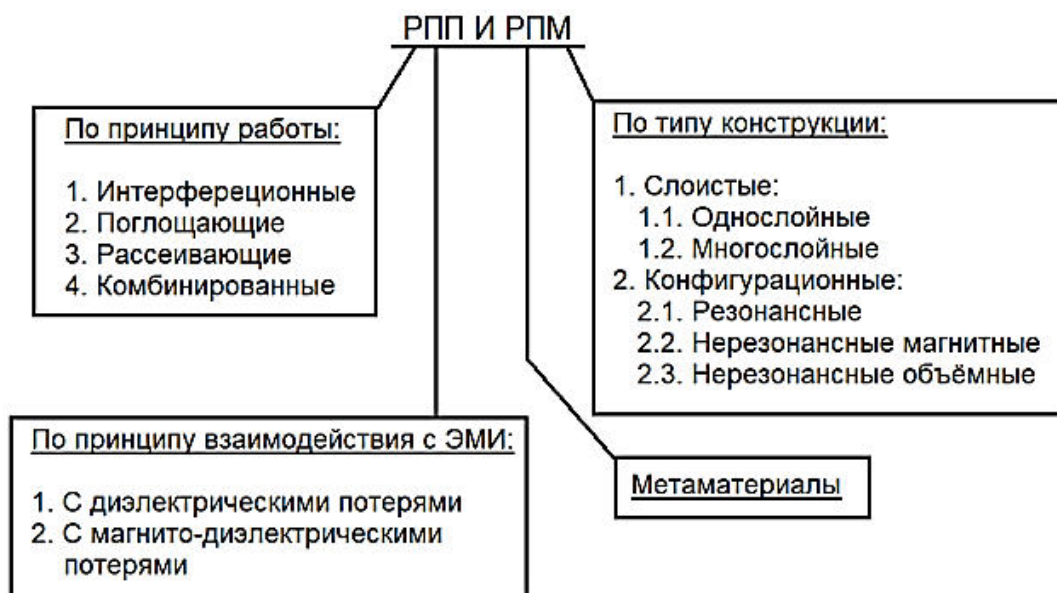 РПП И РПМ
По принципу работы:
1. Интерфереционные
2. Поглощающие
3. Рассеивающие
4. Комбинированные
По типу конструкции:
1. Слоистые:
1.1. Однослойные
1.2. Многослойные
2. Конфигурационные:
2.1. Резонансные
2.2. Нерезонансные магнитные
2.3. Нерезонансные объёмные
По принципу взаимодействия с ЭМИ:
1. С диэлектрическими потерями
2. С магнито-диэлектрическими
потерями
Метаматериалы